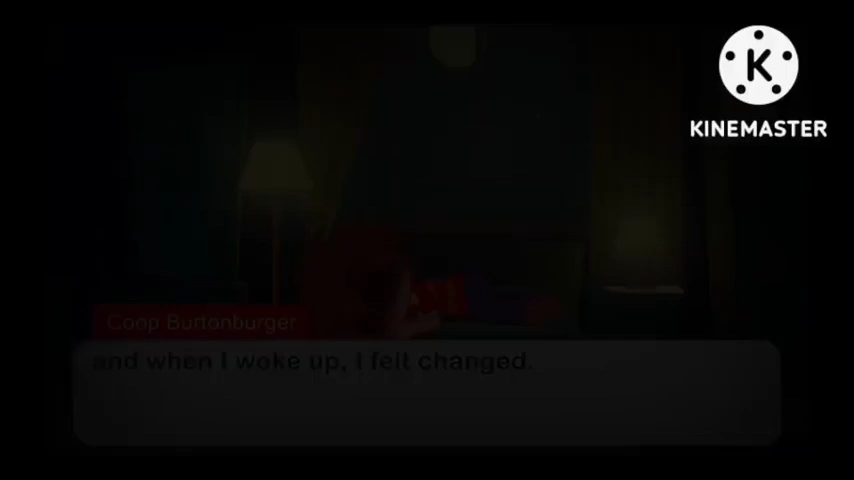 K
KINEMASTER
Coop Burtonburger
and when I woke up, I felt changed.